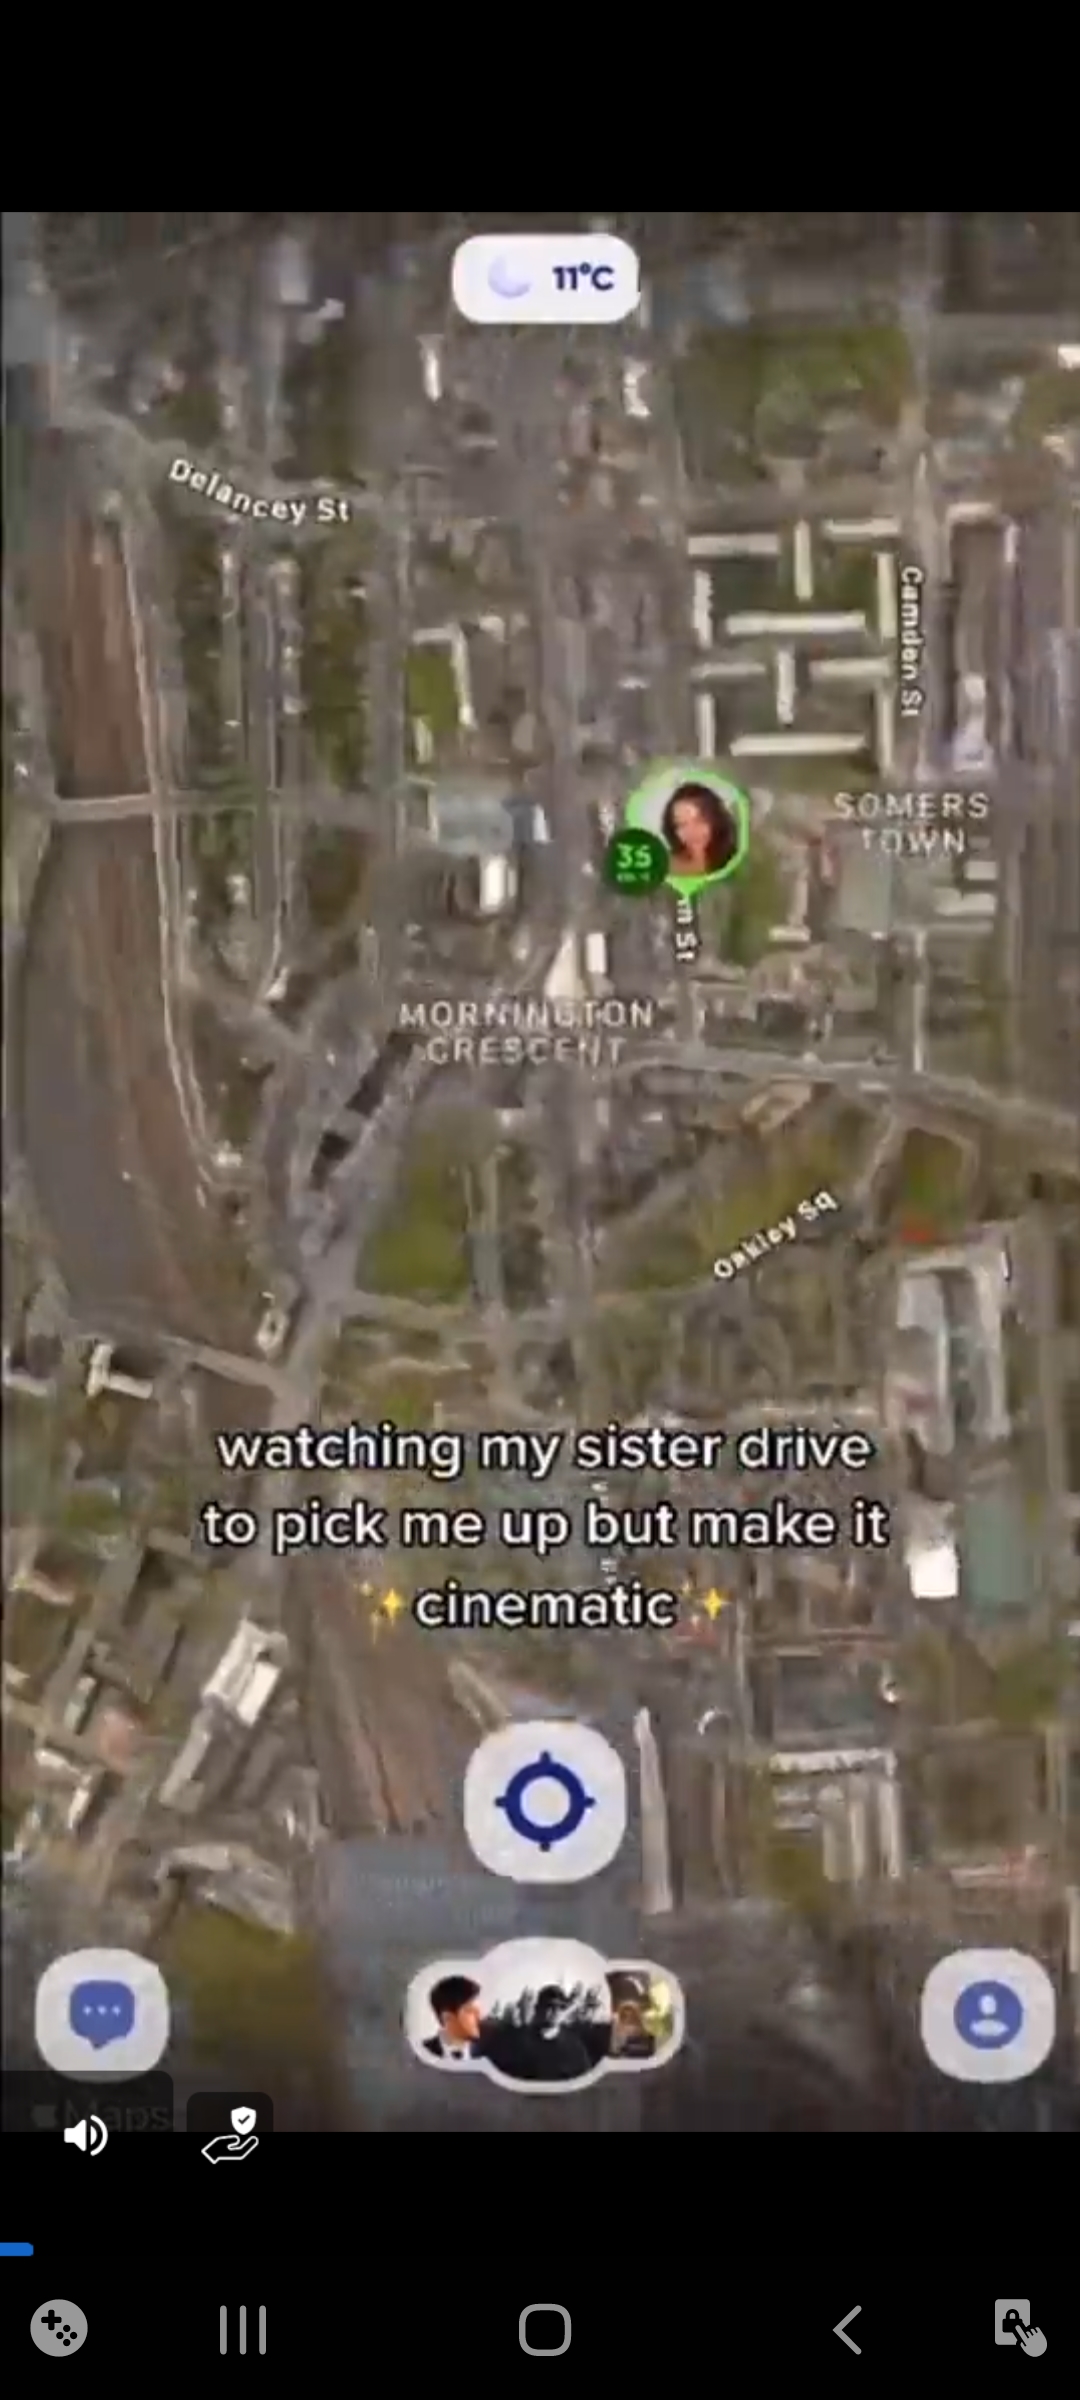 11°C
Delancey St
Camden St
SOMERS
TOWN
35
n St
MORNINGTON
CRESCENT
Oakley Sq
watching my sister drive
to pick me up but make it
✨cinematic✨
Maps